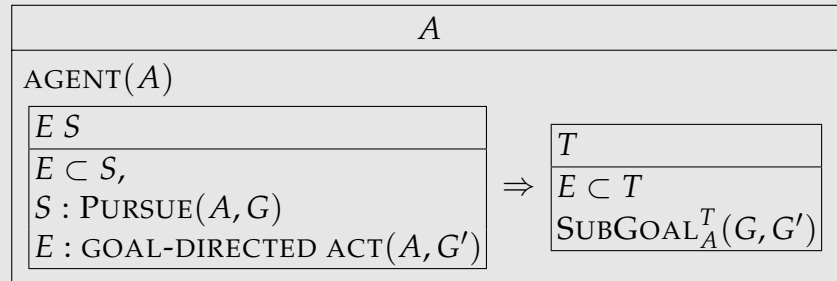 A
AGENT(A)
E S
E ⊂ S,
S : PURSUE(A, G)
E : GOAL-DIRECTED ACT(A, G′)
⇒
T
E ⊂ T
SUBGOAL^T_A(G, G′)